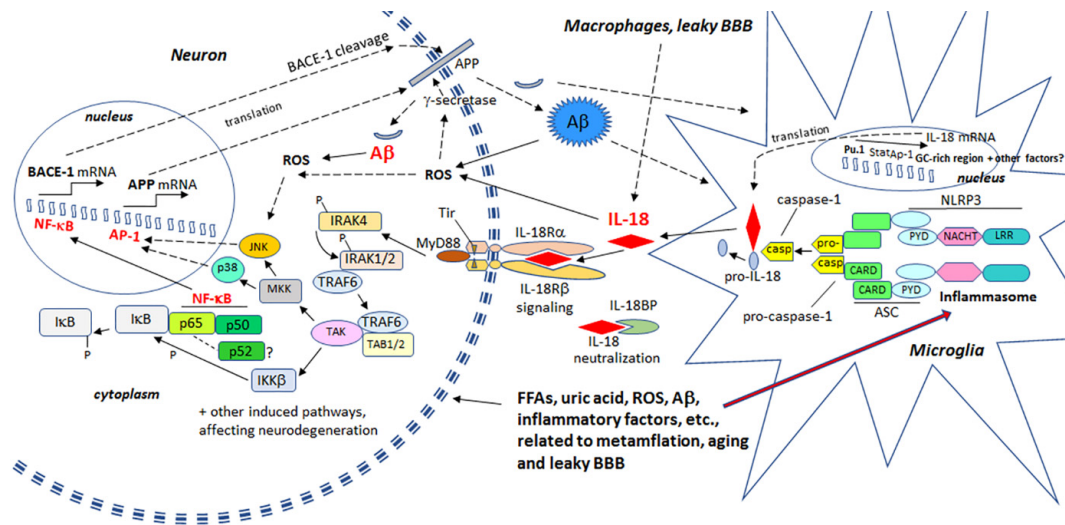 Macrophages, leaky BBB
Neuron
BACE-1 cleavage
APP
γ-secretase
translation
nucleus
BACE-1 mRNA
APP mRNA
NF-κB
AP-1
ROS
Aβ
ROS
Aβ
translation
IL-18 mRNA
Pu.1 Stat Ap-1 GC-rich region + other factors?
nucleus
caspase-1
NLRP3
PYD
NACHT
LRR
pro-
casp
casp
pro-IL-18
CARD
CARD
PYD
ASC
Inflammasome
pro-caspase-1
Microglia
IL-18
IL-18Rα
IL-18Rβ
signaling
Tir
MyD88
P
IRAK4
P
IRAK1/2
TRAF6
TRAF6
TAB1/2
TAK
JNK
p38
MKK
NF-κB
IκB
P
IκB
P
p65
p50
p52
?
IKKβ
cytoplasm
+ other induced pathways,
affecting neurodegeneration
IL-18BP
IL-18
neutralization
FFAs, uric acid, ROS, Aβ,
inflammatory factors, etc.,
related to metamflation, aging
and leaky BBB